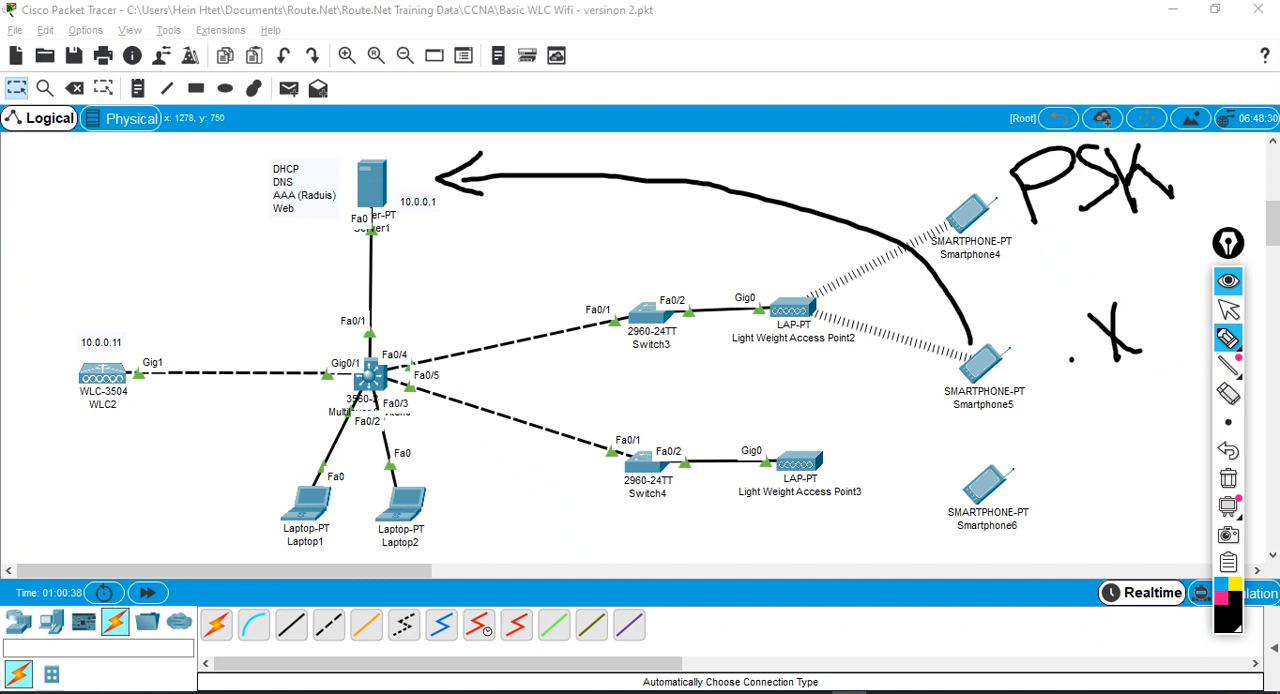 Cisco Packet Tracer - C:\Users\Hein Htet\Documents\Route.Net\Route.Net Training Data\CCNA\Basic WLC Wifi - versinon 2.pkt
File Edit Options View Tools Extensions Help
?
Logical Physical x: 1278, y: 750 [Root] 06:48:30
DHCP
DNS
AAA (Raduis)
Web
10.0.0.1
Fa0 er-PT
Server1
PSK
SMARTPHONE-PT
Smartphone4
Fa0/1
Fa0/1 Fa0/2 Gig0
2960-24TT
Switch3
LAP-PT
Light Weight Access Point2
.X
10.0.0.11
Gig1 Gig0/1 Fa0/4
Fa0/5
WLC-3504
WLC2
SMARTPHONE-PT
Smartphone5
Fa0/3
Fa0/2
Fa0 Fa0
Fa0/1 Fa0/2 Gig0
2960-24TT
Switch4
LAP-PT
Light Weight Access Point3
SMARTPHONE-PT
Smartphone6
Laptop-PT
Laptop1
Laptop-PT
Laptop2
Time: 01:00:38 Realtime lation
Automatically Choose Connection Type